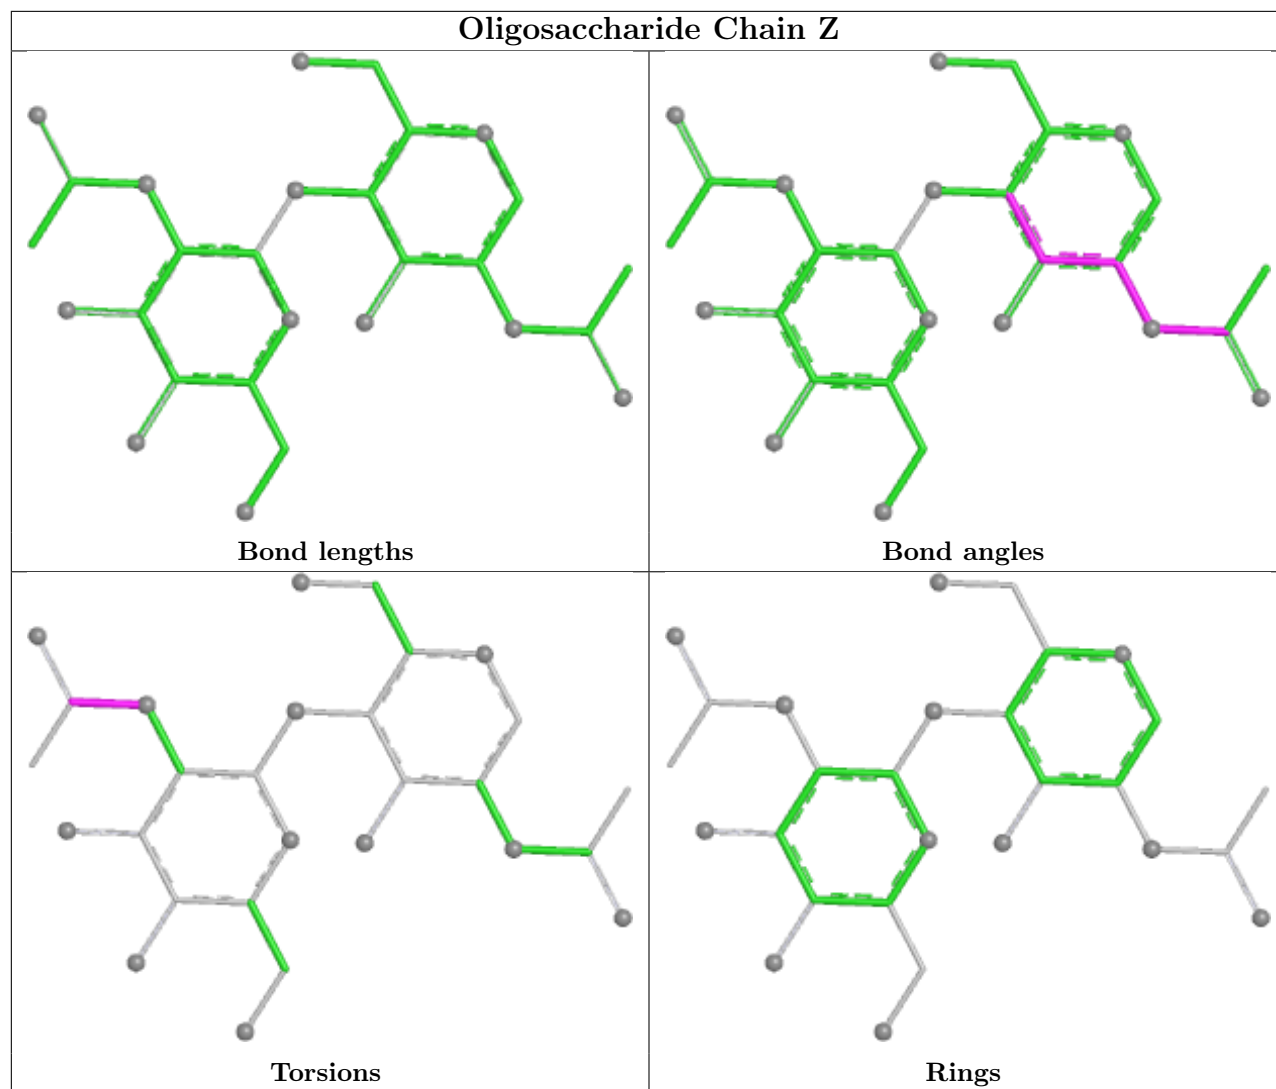 Oligosaccharide Chain Z
Bond lengths
Bond angles
Torsions
Rings